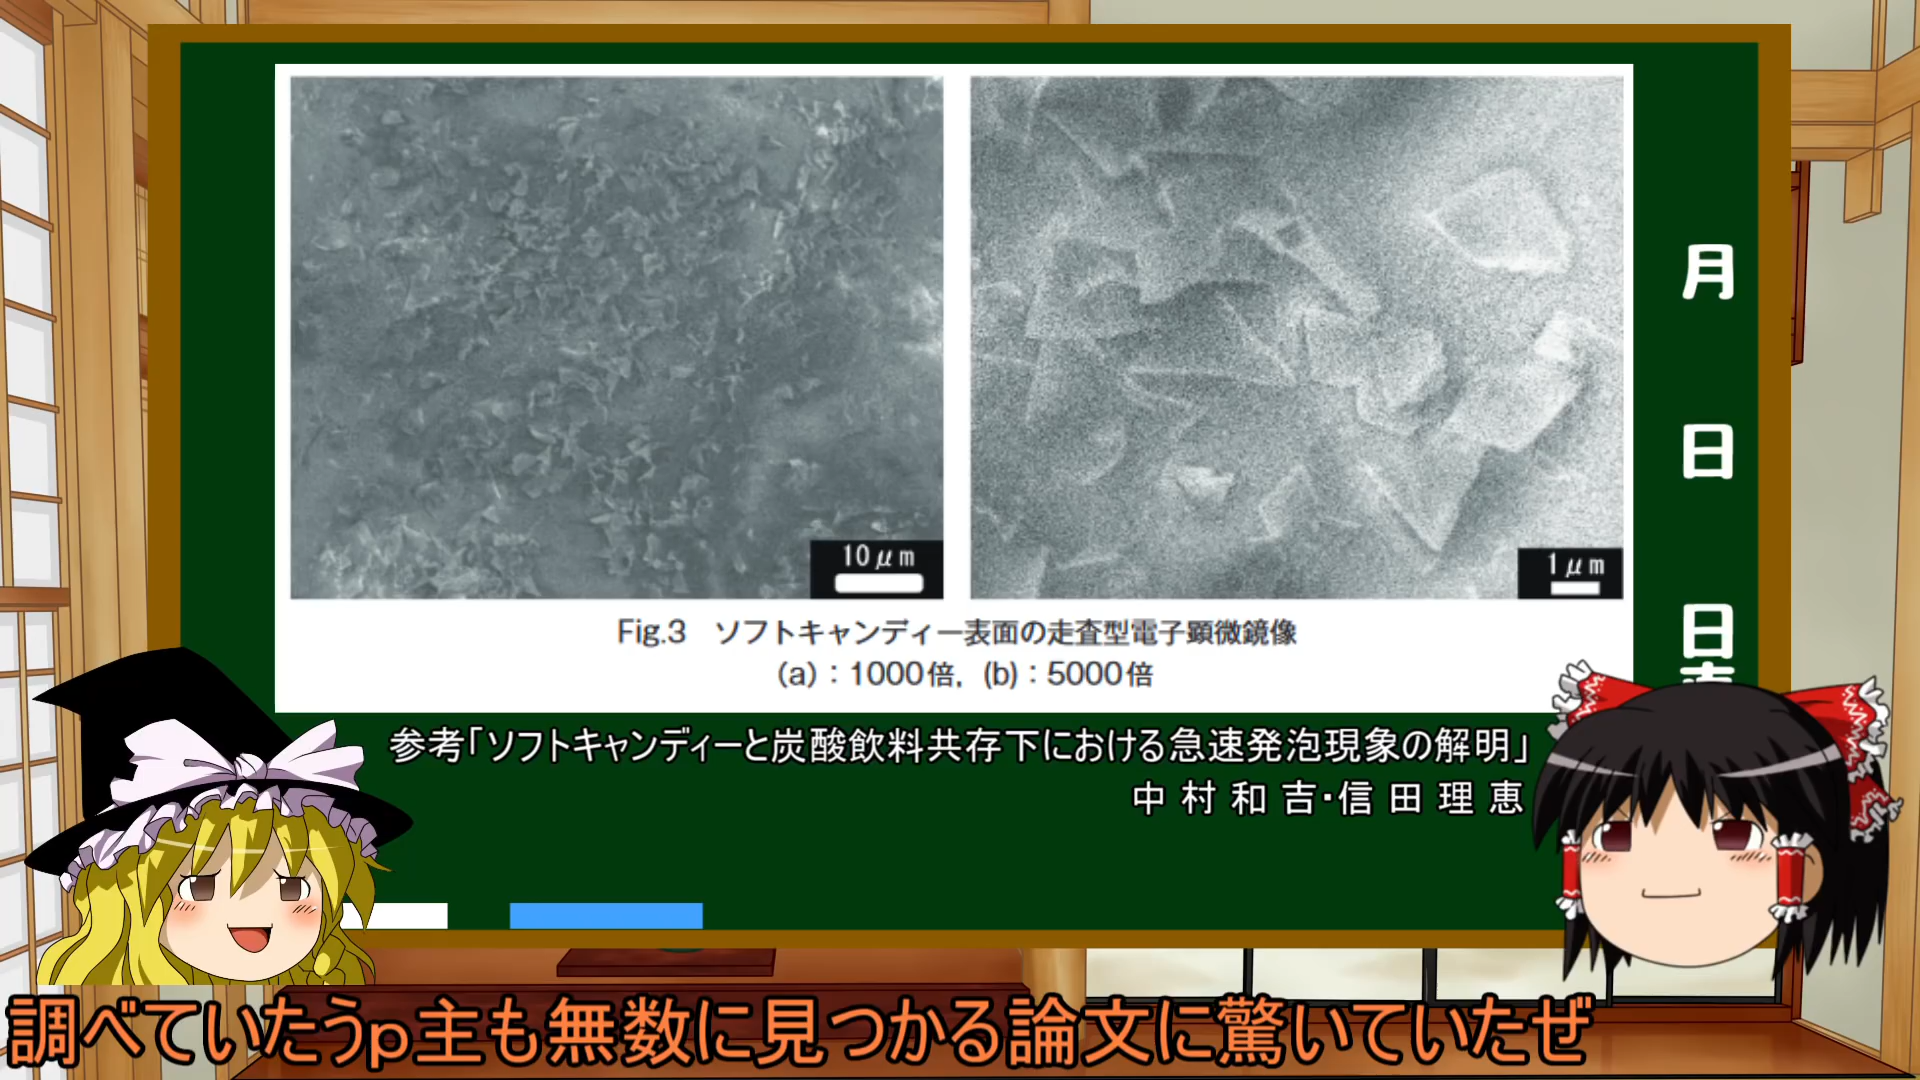 10μm
1μm
Fig.3 ソフトキャンディー表面の走査型電子顕微鏡像
(a)：1000倍，(b)：5000倍
月
日
日
参考「ソフトキャンディーと炭酸飲料共存下における急速発泡現象の解明」
中村和吉・信田理恵
調べていたうp主も無数に見つかる論文に驚いていたぜ